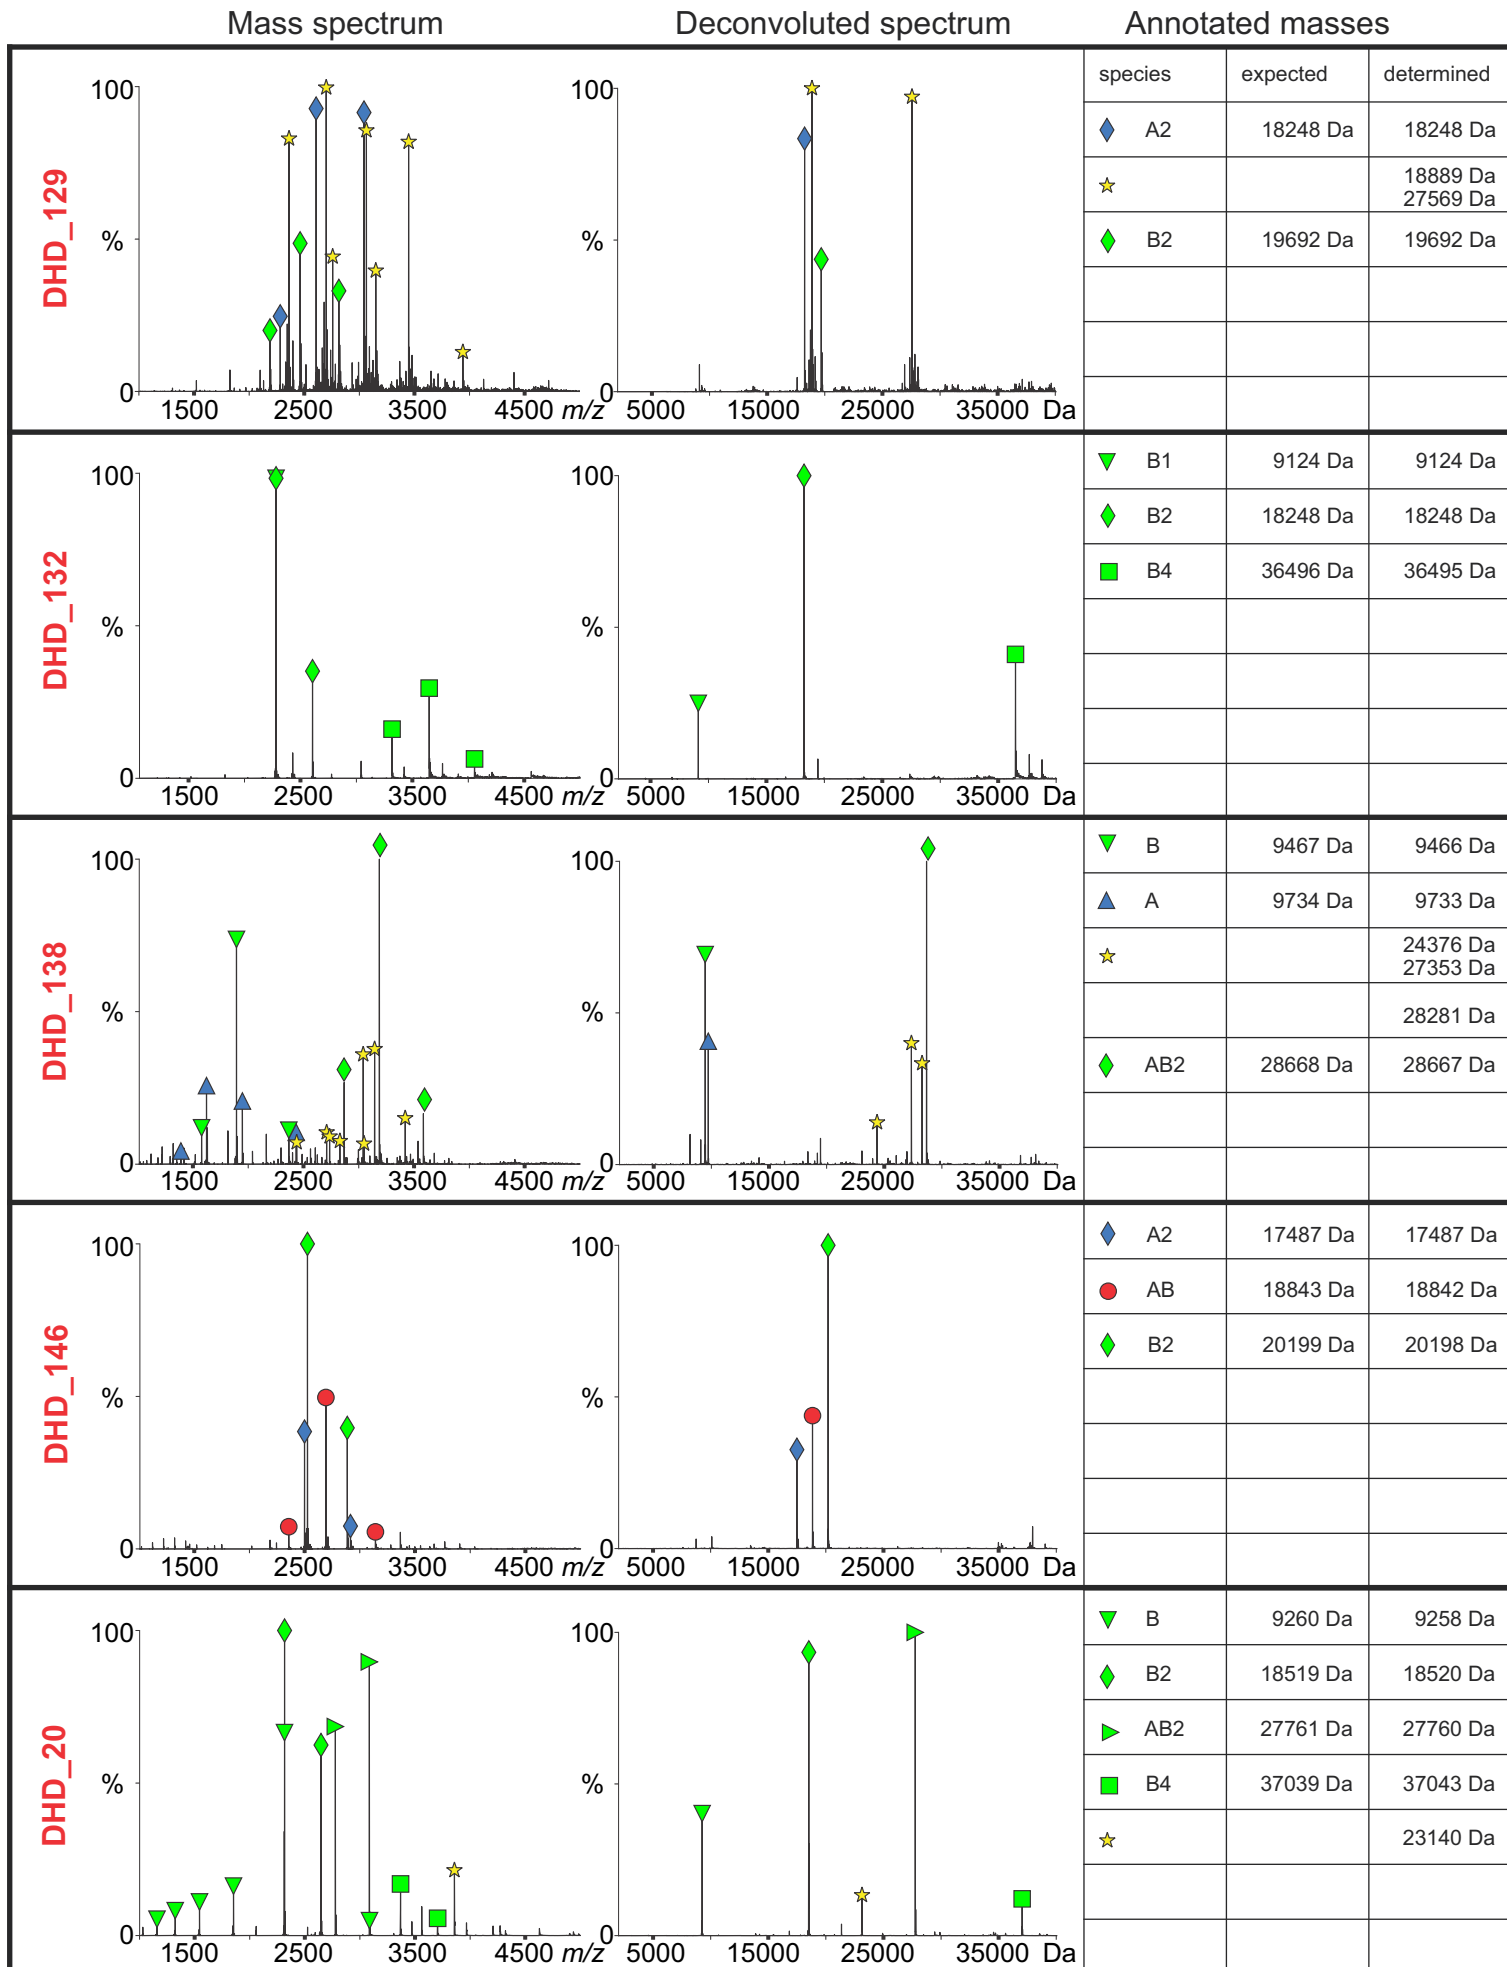 Mass spectrum Deconvoluted spectrum Annotated masses
species expected determined
DHD_129
100 % 0
1500 2500 3500 4500 m/z
100 % 0
5000 15000 25000 35000 Da
A2 18248 Da 18248 Da
18889 Da
27569 Da
B2 19692 Da 19692 Da
DHD_132
100 % 0
1500 2500 3500 4500 m/z
100 % 0
5000 15000 25000 35000 Da
B1 9124 Da 9124 Da
B2 18248 Da 18248 Da
B4 36496 Da 36495 Da
DHD_138
100 % 0
1500 2500 3500 4500 m/z
100 % 0
5000 15000 25000 35000 Da
B 9467 Da 9466 Da
A 9734 Da 9733 Da
24376 Da
27353 Da
28281 Da
AB2 28668 Da 28667 Da
DHD_146
100 % 0
1500 2500 3500 4500 m/z
100 % 0
5000 15000 25000 35000 Da
A2 17487 Da 17487 Da
AB 18843 Da 18842 Da
B2 20199 Da 20198 Da
DHD_20
100 % 0
1500 2500 3500 4500 m/z
100 % 0
5000 15000 25000 35000 Da
B 9260 Da 9258 Da
B2 18519 Da 18520 Da
AB2 27761 Da 27760 Da
B4 37039 Da 37043 Da
23140 Da